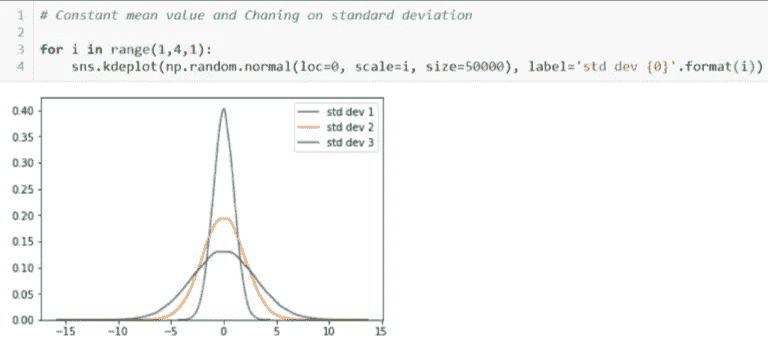 1 # Constant mean value and Chaning on standard deviation
2
3 for i in range(1,4,1):
4 sns.kdeplot(np.random.normal(loc=0, scale=i, size=50000), label='std dev {0}'.format(i))
0.40
std dev 1
0.35
std dev 2
std dev 3
0.30
0.25
0.20
0.15
0.10
0.05
0.00
−15 −10 −5 0 5 10 15